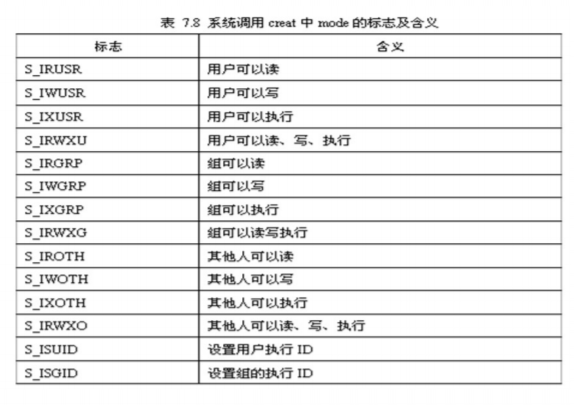 表 7.8 系统调用 creat 中 mode 的标志及含义
标志 含义
S_IRUSR 用户可以读
S_IWUSR 用户可以写
S_IXUSR 用户可以执行
S_IRWXU 用户可以读、写、执行
S_IRGRP 组可以读
S_IWGRP 组可以写
S_IXGRP 组可以执行
S_IRWXG 组可以读写执行
S_IROTH 其他人可以读
S_IWOTH 其他人可以写
S_IXOTH 其他人可以执行
S_IRWXO 其他人可以读、写、执行
S_ISUID 设置用户执行 ID
S_ISGID 设置组的执行 ID